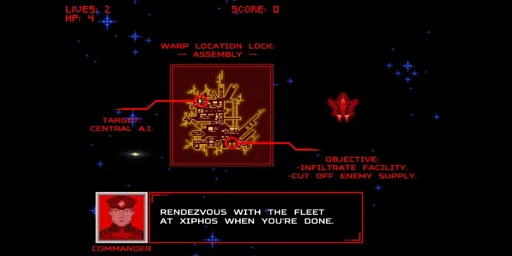 LIVES: 2
HP: 4
SCORE: 0
WARP LOCATION LOCK:
-- ASSEMBLY --
TARGET
CENTRAL A.I.
OBJECTIVE:
-INFILTRATE FACILITY.
-CUT OFF ENEMY SUPPLY.
RENDEZVOUS WITH THE FLEET
AT XIPHOS WHEN YOU'RE DONE.
COMMANDER